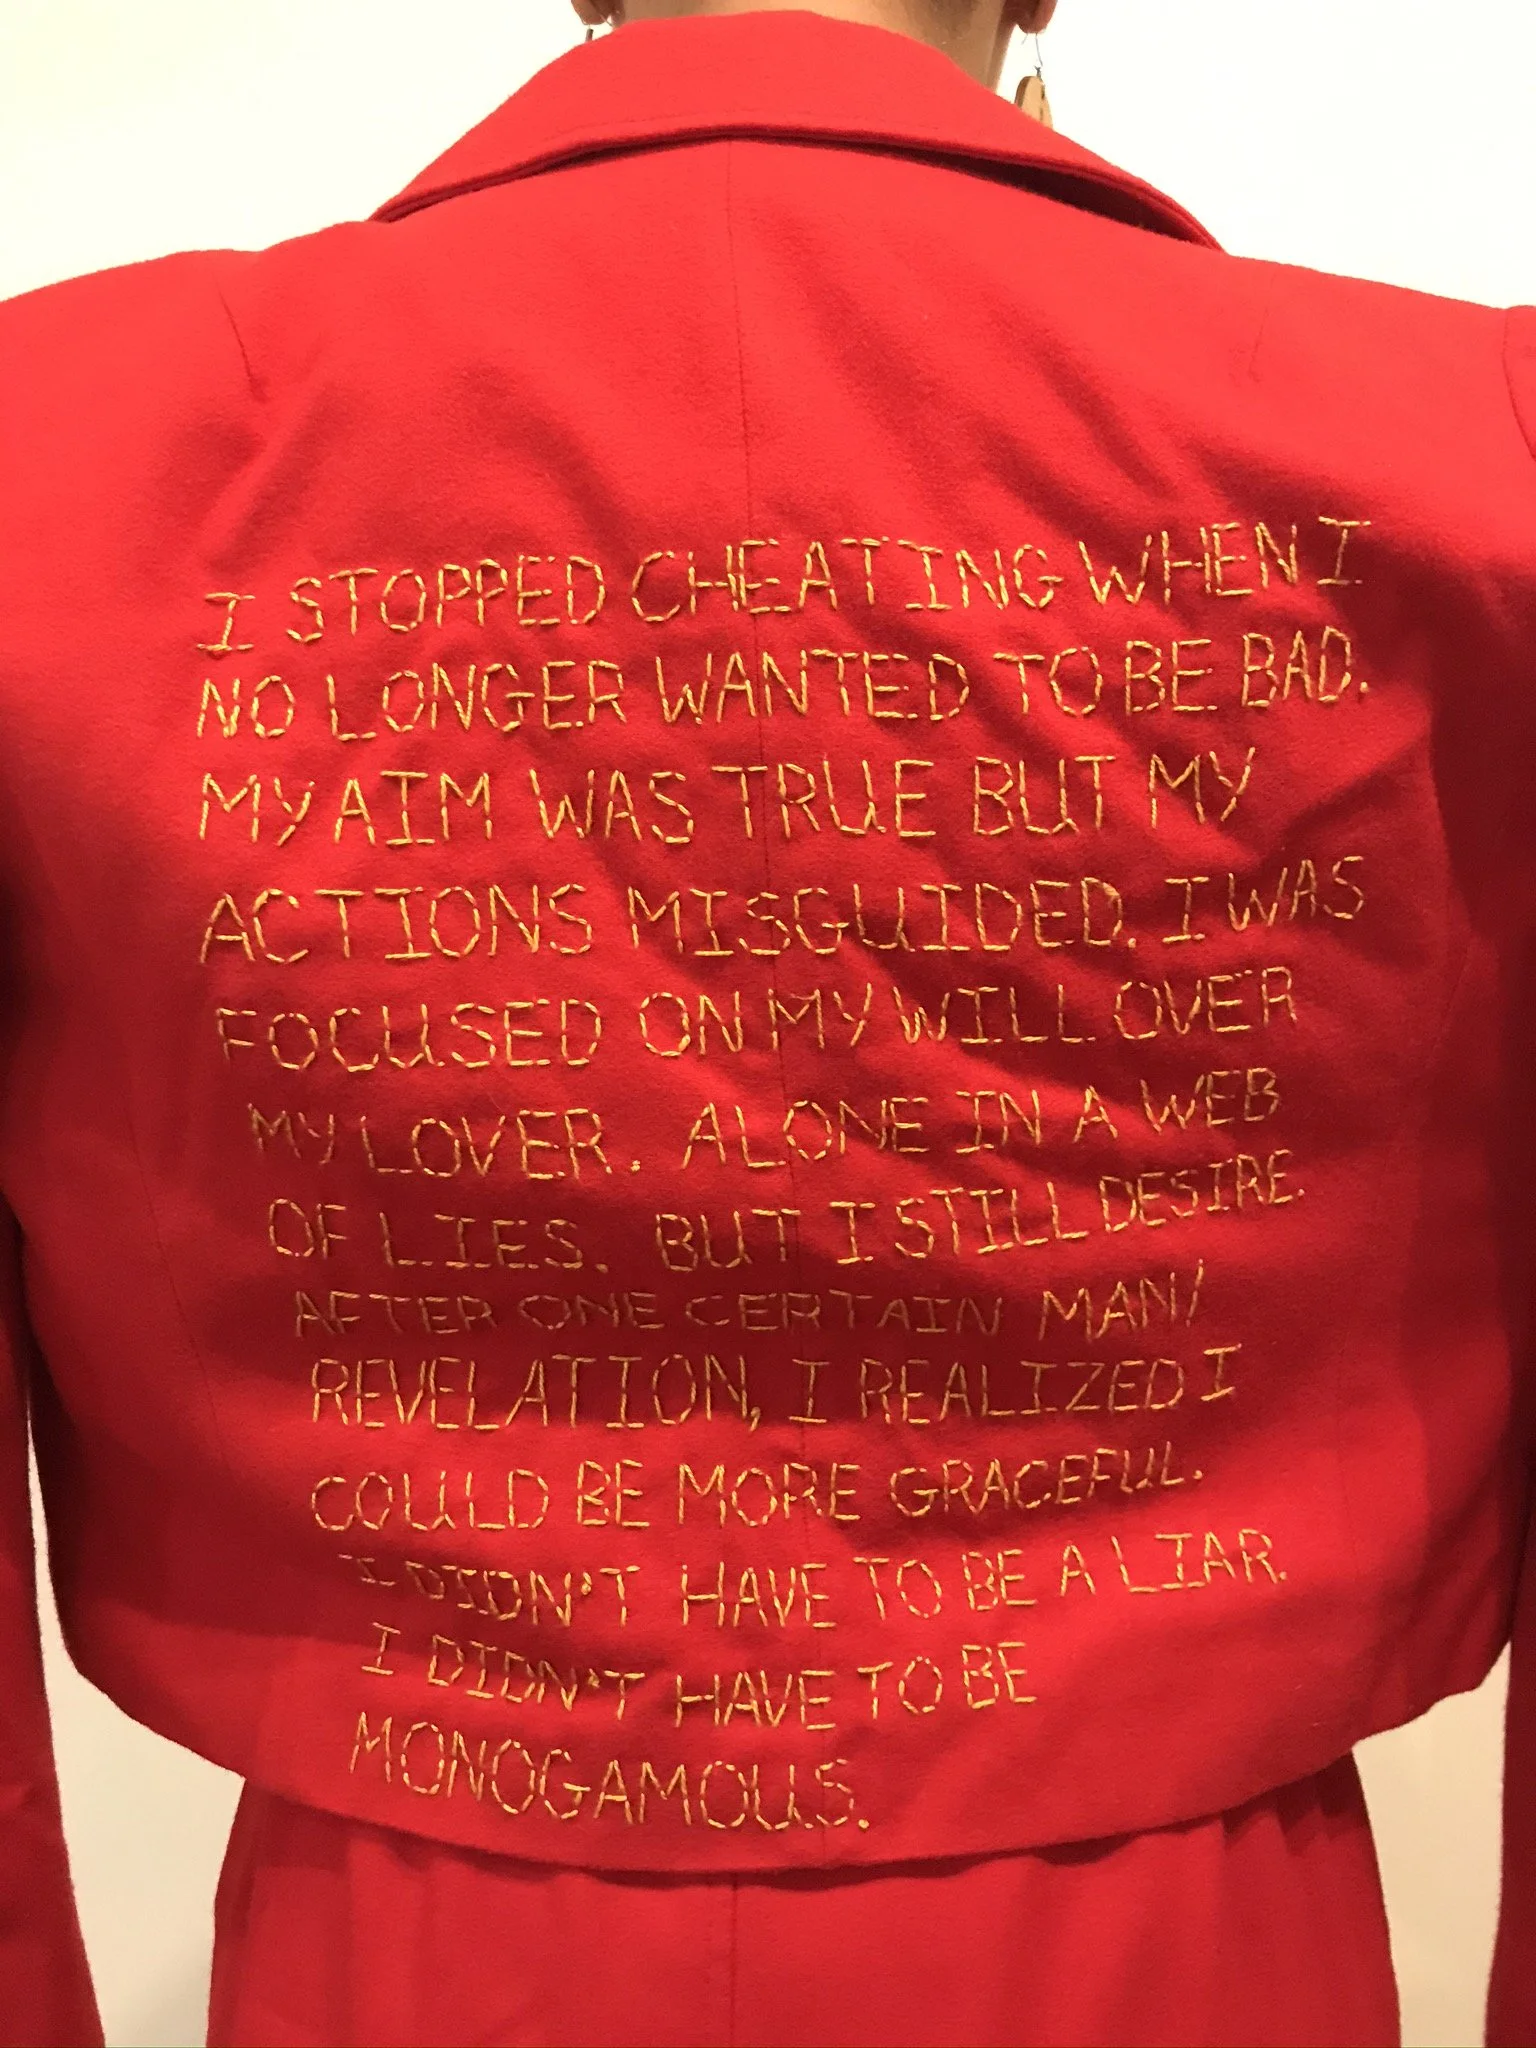 I STOPPED CHEATING WHEN I
NO LONGER WANTED TO BE BAD.
MY AIM WAS TRUE BUT MY
ACTIONS MISGUIDED. I WAS
FOCUSED ON MY WILL OVER
MY LOVER. ALONE IN A WEB
OF LIES. BUT I STILL DESIRE.
AFTER ONE CERTAIN MAN/
REVELATION, I REALIZED I
COULD BE MORE GRACEFUL.
I DIDN'T HAVE TO BE A LIAR.
I DIDN'T HAVE TO BE
MONOGAMOUS.